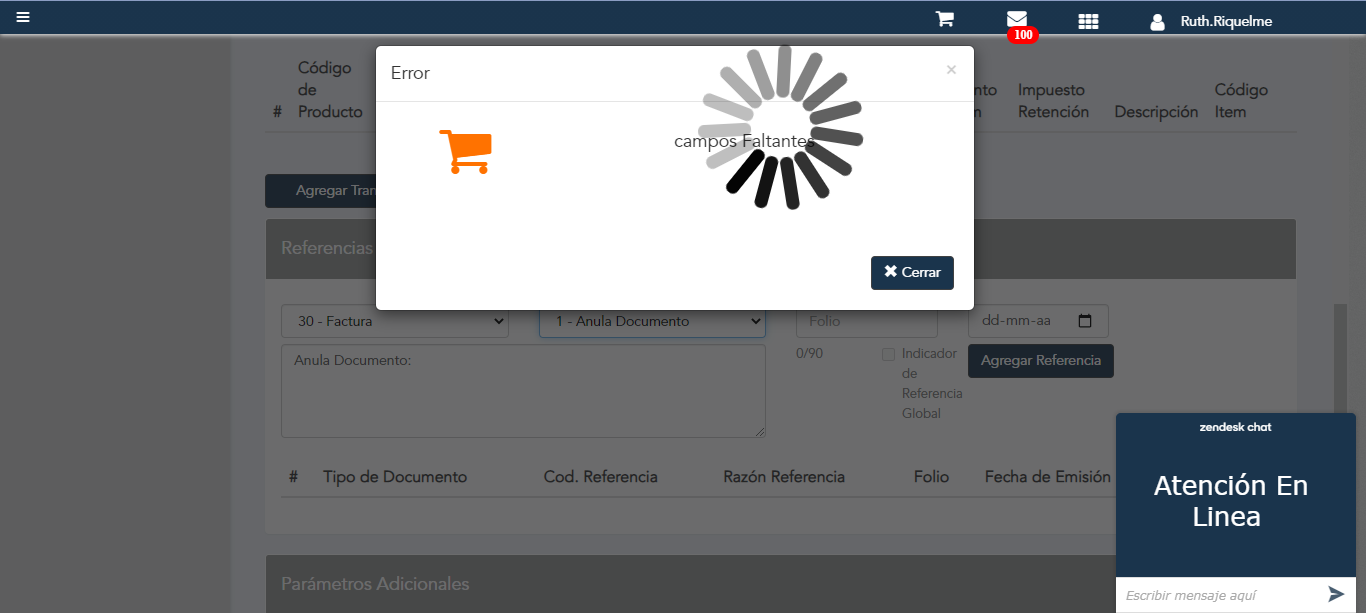 100
Ruth.Riquelme
Error
×
campos Faltantes
Cerrar
#
Código
de
Producto
Impuesto
Retención
Descripción
Código
Item
Agregar
Referencias
30 - Factura
1 - Anula Documento
Folio
dd-mm-aa
Anula Documento:
0/90
Indicador
de
Referencia
Global
Agregar Referencia
# Tipo de Documento Cod. Referencia Razón Referencia Folio Fecha de Emisión
Parámetros Adicionales
zendesk chat
Atención En
Linea
Escribir mensaje aquí